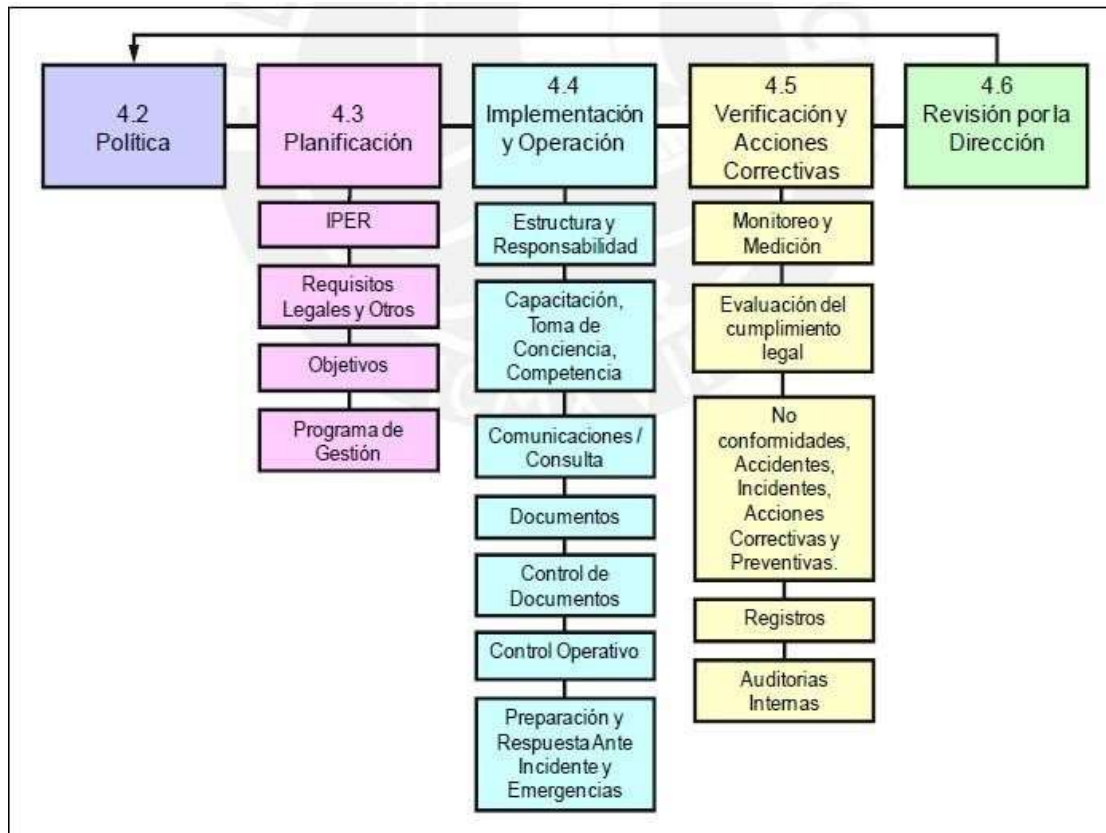 4.2
Política
4.3
Planificación
4.4
Implementación
y Operación
4.5
Verificación y
Acciones
Correctivas
4.6
Revisión por la
Dirección
IPER
Requisitos
Legales y Otros
Objetivos
Programa de
Gestión
Estructura y
Responsabilidad
Capacitación,
Toma de
Conciencia,
Competencia
Comunicaciones /
Consulta
Documentos
Control de
Documentos
Control Operativo
Preparación y
Respuesta Ante
Incidente y
Emergencias
Monitoreo y
Medición
Evaluación del
cumplimiento
legal
No
conformidades,
Accidentes,
Incidentes,
Acciones
Correctivas y
Preventivas.
Registros
Auditorias
Internas